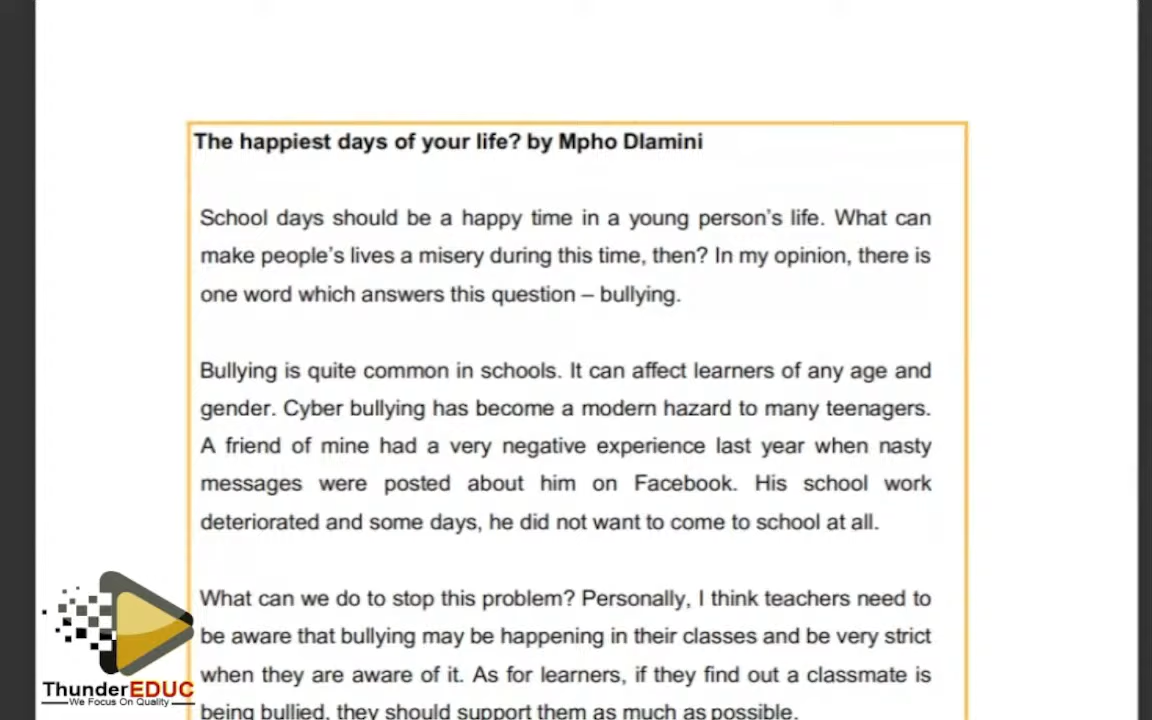 The happiest days of your life? by Mpho Dlamini
School days should be a happy time in a young person's life. What can
make people's lives a misery during this time, then? In my opinion, there is
one word which answers this question – bullying.
Bullying is quite common in schools. It can affect learners of any age and
gender. Cyber bullying has become a modern hazard to many teenagers.
A friend of mine had a very negative experience last year when nasty
messages were posted about him on Facebook. His school work
deteriorated and some days, he did not want to come to school at all.
What can we do to stop this problem? Personally, I think teachers need to
be aware that bullying may be happening in their classes and be very strict
when they are aware of it. As for learners, if they find out a classmate is
being bullied, they should support them as much as possible.
ThunderEDUC
We Focus On Quality